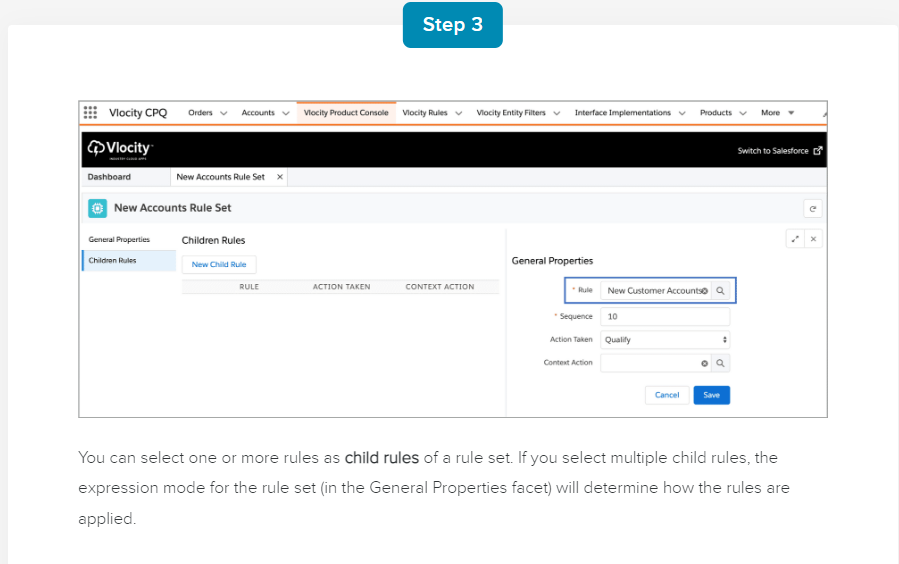 Step 3
Vlocity CPQ Orders Accounts Vlocity Product Console Vlocity Rules Vlocity Entity Filters Interface Implementations Products More
Vlocity
INDUSTRY CLOUD APPS
Switch to Salesforce
Dashboard New Accounts Rule Set ×
New Accounts Rule Set
General Properties
Children Rules
Children Rules
New Child Rule
RULE ACTION TAKEN CONTEXT ACTION
General Properties
* Rule New Customer Accounts
* Sequence 10
Action Taken Qualify
Context Action
Cancel Save
You can select one or more rules as child rules of a rule set. If you select multiple child rules, the
expression mode for the rule set (in the General Properties facet) will determine how the rules are
applied.